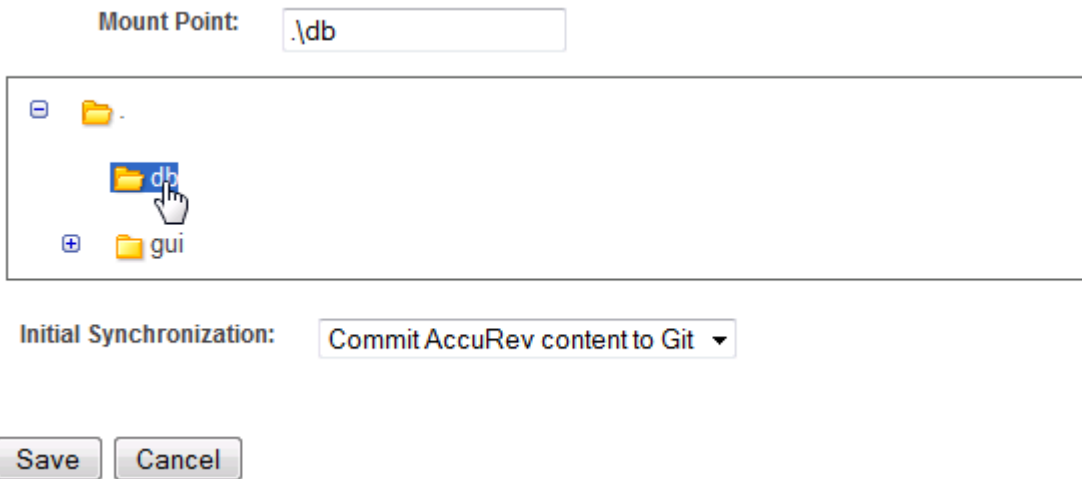 Mount Point: .\db
.
db
gui
Initial Synchronization: Commit AccuRev content to Git
Save Cancel